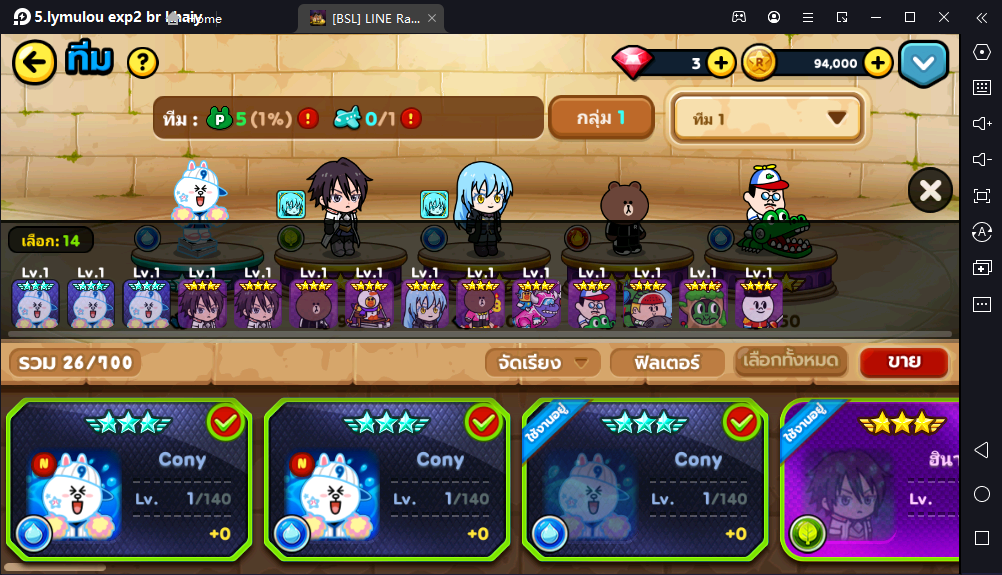 5.lymulou exp2 br khaiy
Home
[BSL] LINE Ra...
ทีม
?
3
94,000
ทีม :
P
5(1%)
0/1
กลุ่ม 1
ทีม 1
เลือก: 14
Lv.1 Lv.1 Lv.1 Lv.1 Lv.1 Lv.1 Lv.1 Lv.1 Lv.1 Lv.1 Lv.1 Lv.1 Lv.1 Lv.1
รวม 26/700
จัดเรียง
ฟิลเตอร์
เลือกทั้งหมด
ขาย
N
Cony
Lv. 1/140
+0
N
Cony
Lv. 1/140
+0
ใช้งานอยู่
Cony
Lv. 1/140
+0
ใช้งานอยู่
Lv.